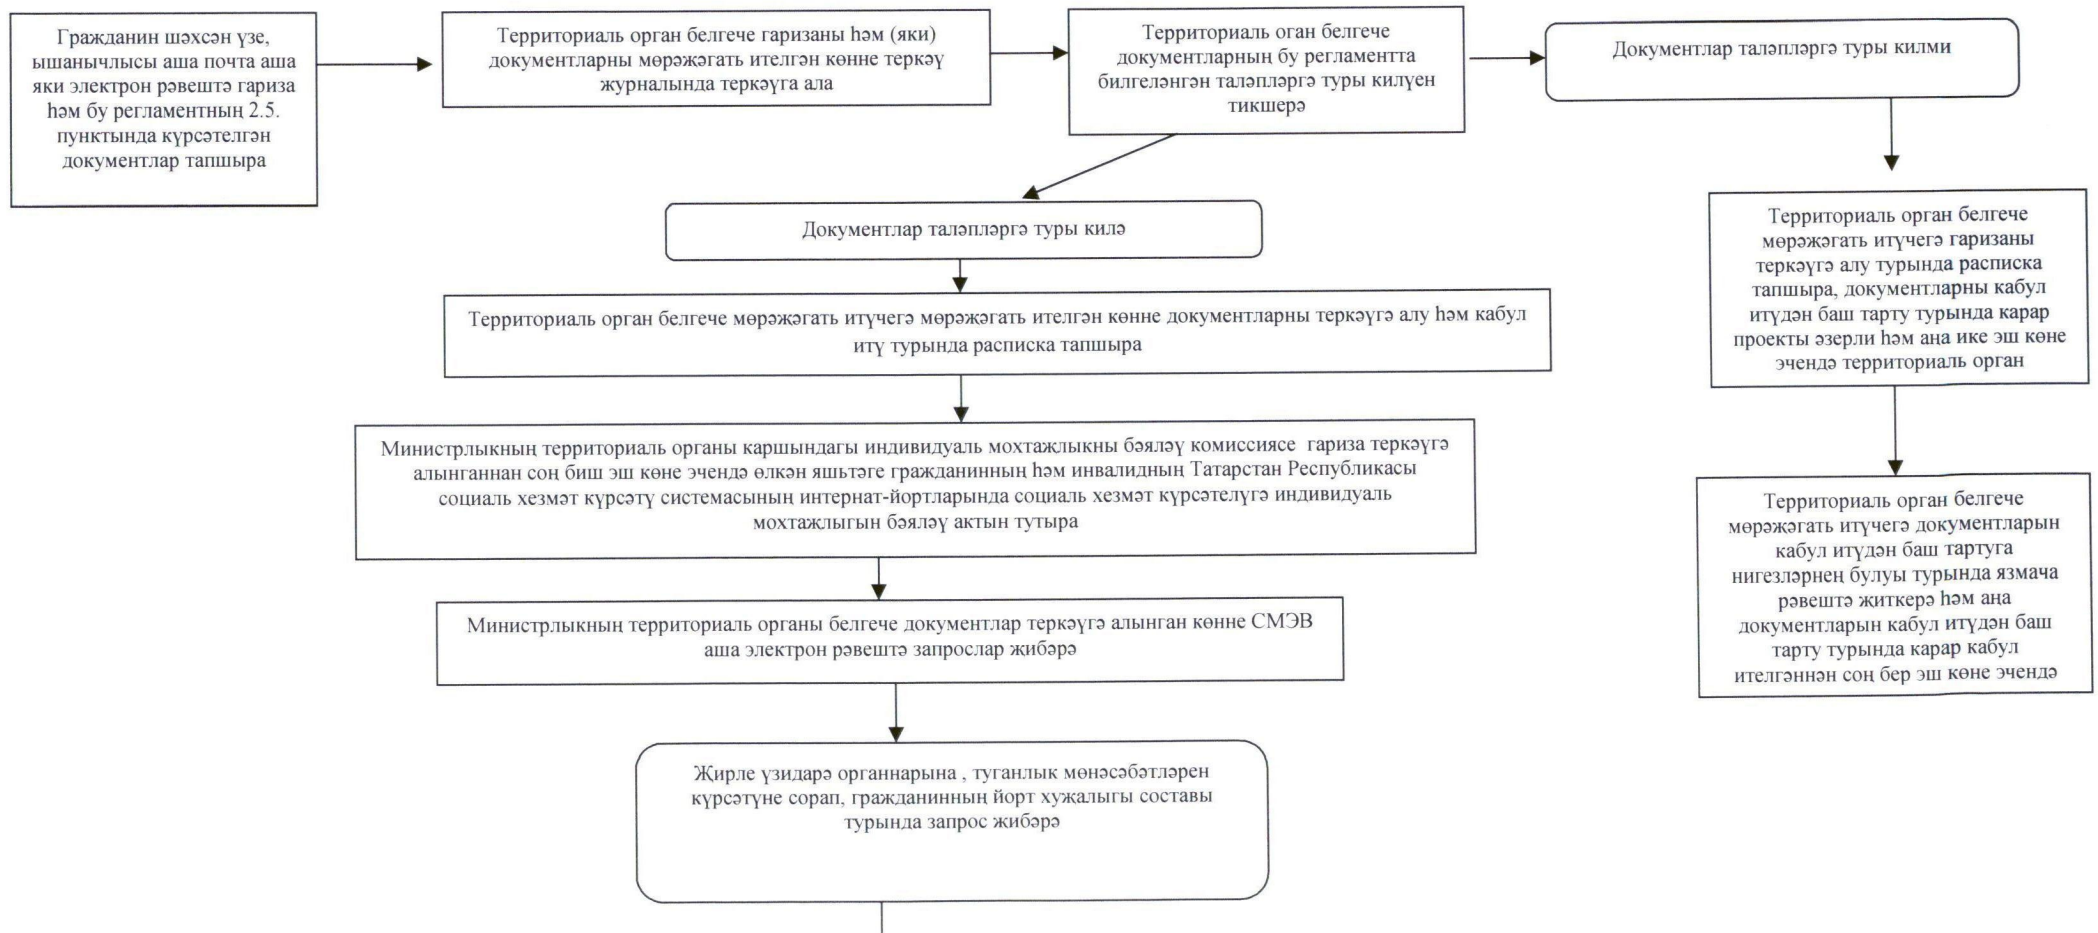 Гражданин шәхсән үзе,
ышанычлысы аша почта аша
яки электрон рәвештә гариза
һәм бу регламентның 2.5.
пунктында күрсәтелгән
документлар тапшыра
Территориаль орган белгече гаризаны һәм (яки)
документларны мөрәҗәгать ителгән көнне теркәү
журналында теркәүга ала
Территориаль оган белгече
документларның бу регламентта
билгеләнгән таләпләргә туры килүен
тикшерә
Документлар таләпләргә туры килми
Документлар таләпләргә туры килә
Территориаль орган белгече
мөрәҗәгать итүчегә гаризаны
теркәүгә алу турында расписка
тапшыра, документларны кабул
итүдән баш тарту турында карар
проекты әзерли һәм аңа ике эш көне
эчендә территориаль орган
Территориаль орган белгече мөрәҗәгать итүчегә мөрәҗәгать ителгән көнне документларны теркәүгә алу һәм кабул
итү турында расписка тапшыра
Министрлыкның территориаль органы каршындагы индивидуаль мохтаҗлыкны бәяләү комиссиясе гариза теркәүгә
алынганнан соң биш эш көне эчендә өлкән яшьтәге гражданинның һәм инвалидның Татарстан Республикасы
социаль хезмәт күрсәтү системасының интернат-йортларында социаль хезмәт күрсәтелүгә индивидуаль
мохтаҗлыгын бәяләү актын тутыра
Территориаль орган белгече
мөрәҗәгать итүчегә документларын
кабул итүдән баш тартуга
нигезләрнең булуы турында язмача
рәвештә җиткерә һәм аңа
документларын кабул итүдән баш
тарту турында карар кабул
ителгәннән соң бер эш көне эчендә
Министрлыкның территориаль органы белгече документлар теркәүгә алынган көнне СМЭВ
аша электрон рәвештә запрослар җибәрә
Җирле үзидарә органнарына , туганлык мөнәсәбәтләрен
күрсәтүне сорап, гражданинның йорт хуҗалыгы составы
турында запрос җибәрә